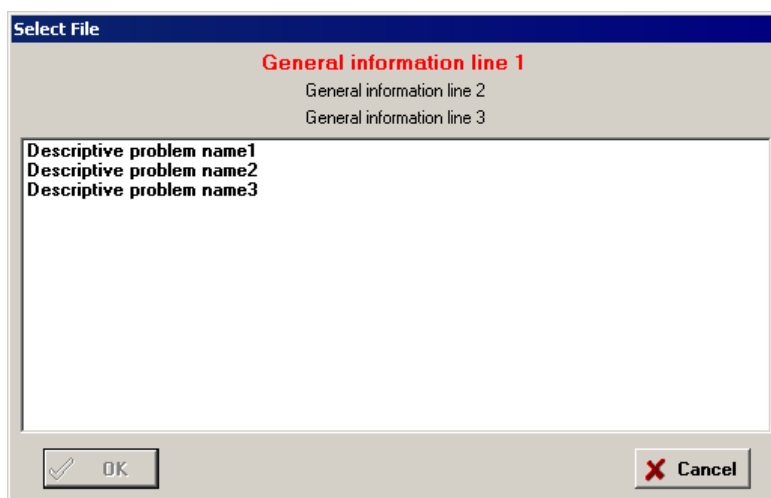 Select File
General information line 1
General information line 2
General information line 3
Descriptive problem name1
Descriptive problem name2
Descriptive problem name3
OK
Cancel